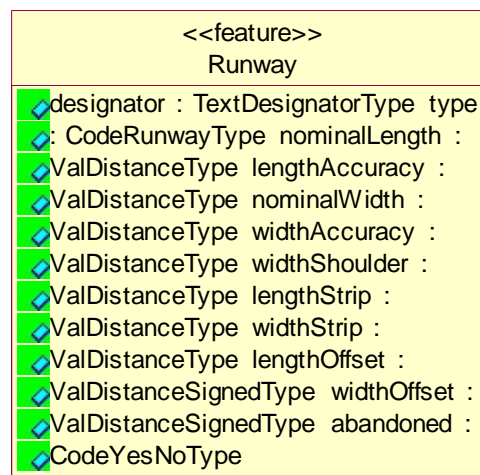 <<feature>>
Runway
designator : TextDesignatorType type
: CodeRunwayType nominalLength :
ValDistanceType lengthAccuracy :
ValDistanceType nominalWidth :
ValDistanceType widthAccuracy :
ValDistanceType widthShoulder :
ValDistanceType lengthStrip :
ValDistanceType widthStrip :
ValDistanceType lengthOffset :
ValDistanceSignedType widthOffset :
ValDistanceSignedType abandoned :
CodeYesNoType